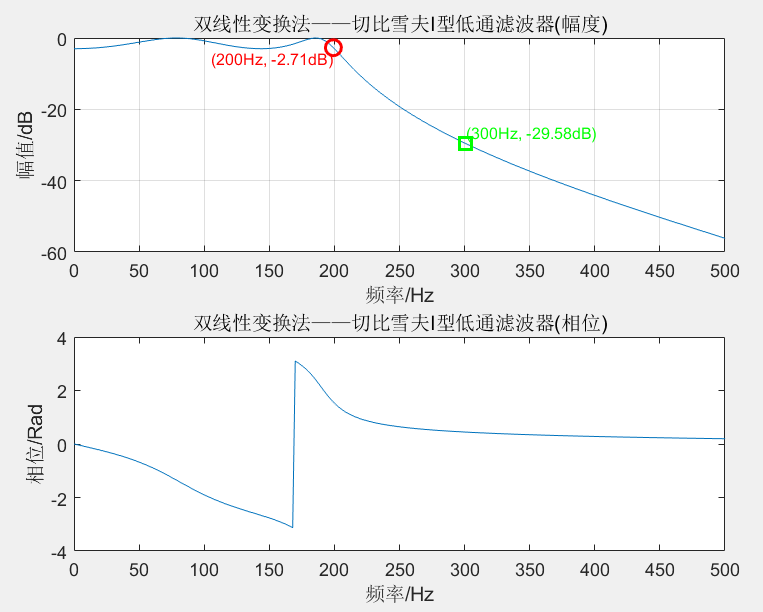 双线性变换法——切比雪夫I型低通滤波器(幅度)
0
-20
-40
-60
幅值/dB
(200Hz, -2.71dB)
(300Hz, -29.58dB)
0 50 100 150 200 250 300 350 400 450 500
频率/Hz
双线性变换法——切比雪夫I型低通滤波器(相位)
4
2
0
-2
-4
相位/Rad
0 50 100 150 200 250 300 350 400 450 500
频率/Hz